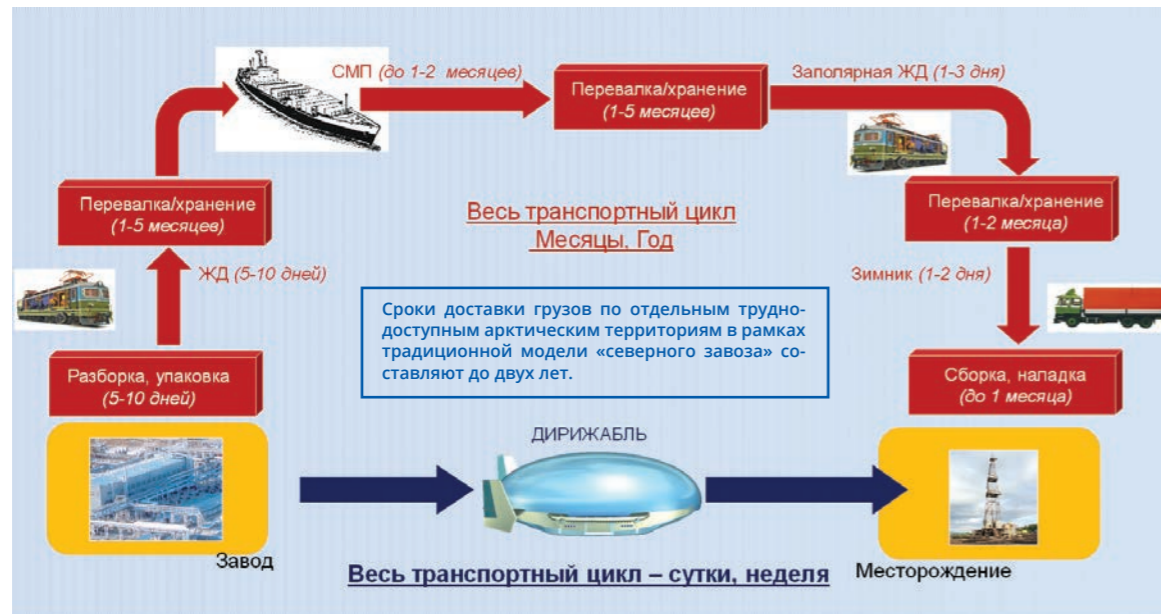 СМП (до 1-2 месяцев)
Перевалка/хранение
(1-5 месяцев)
Заполярная ЖД (1-3 дня)
Перевалка/хранение
(1-5 месяцев)
Весь транспортный цикл
Месяцы. Год
Перевалка/хранение
(1-2 месяца)
ЖД (5-10 дней)
Зимник (1-2 дня)
Сроки доставки грузов по отдельным трудно-
доступным арктическим территориям в рамках
традиционной модели «северного завоза» со-
ставляют до двух лет.
Разборка, упаковка
(5-10 дней)
Сборка, наладка
(до 1 месяца)
ДИРИЖАБЛЬ
Завод
Весь транспортный цикл – сутки, неделя
Месторождение